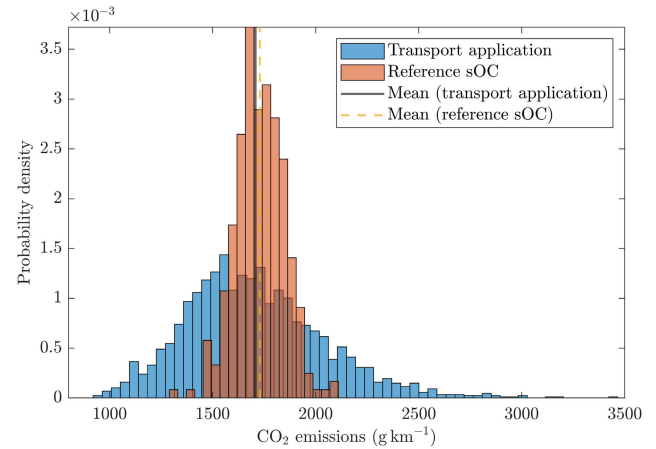 ×10⁻³
3.5
3
2.5
2
1.5
1
0.5
0
Probability density
Transport application
Reference sOC
Mean (transport application)
Mean (reference sOC)
1000 1500 2000 2500 3000 3500
CO₂ emissions (g km⁻¹)